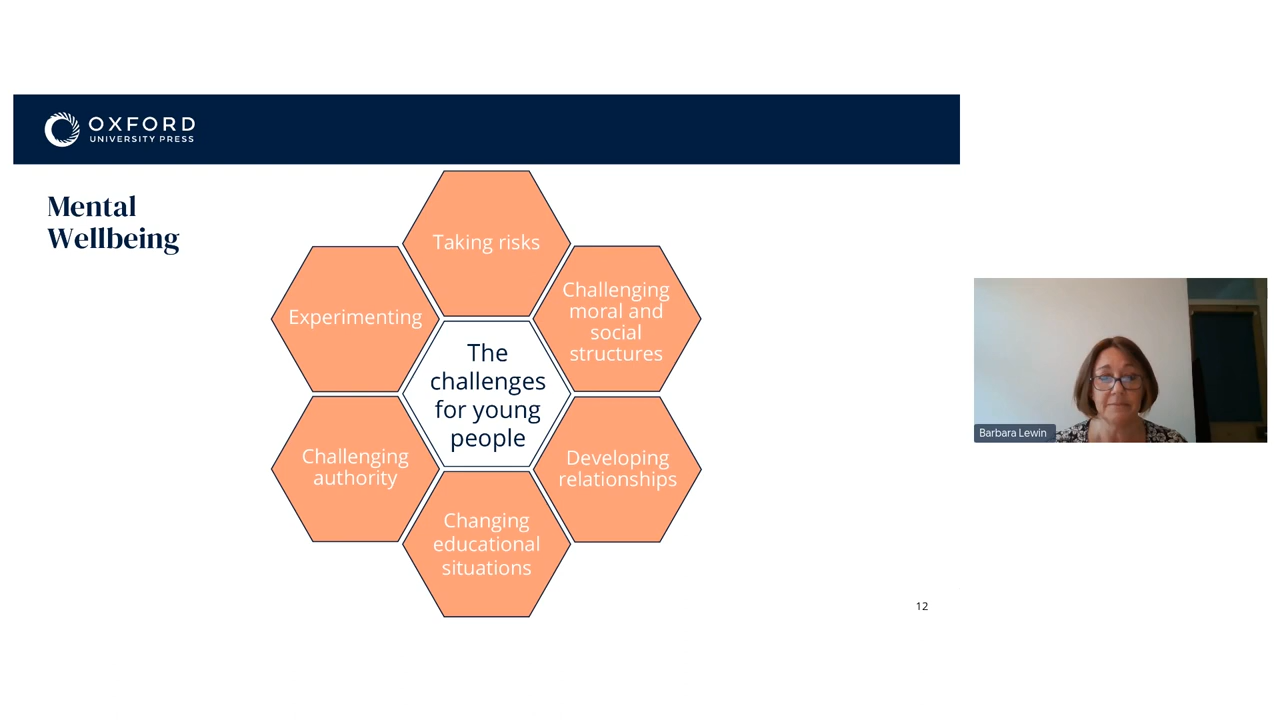 OXFORD
UNIVERSITY PRESS
Mental
Wellbeing
Taking risks
Challenging
moral and
social
structures
Experimenting
The
challenges
for young
people
Challenging
authority
Developing
relationships
Changing
educational
situations
Barbara Lewin
12